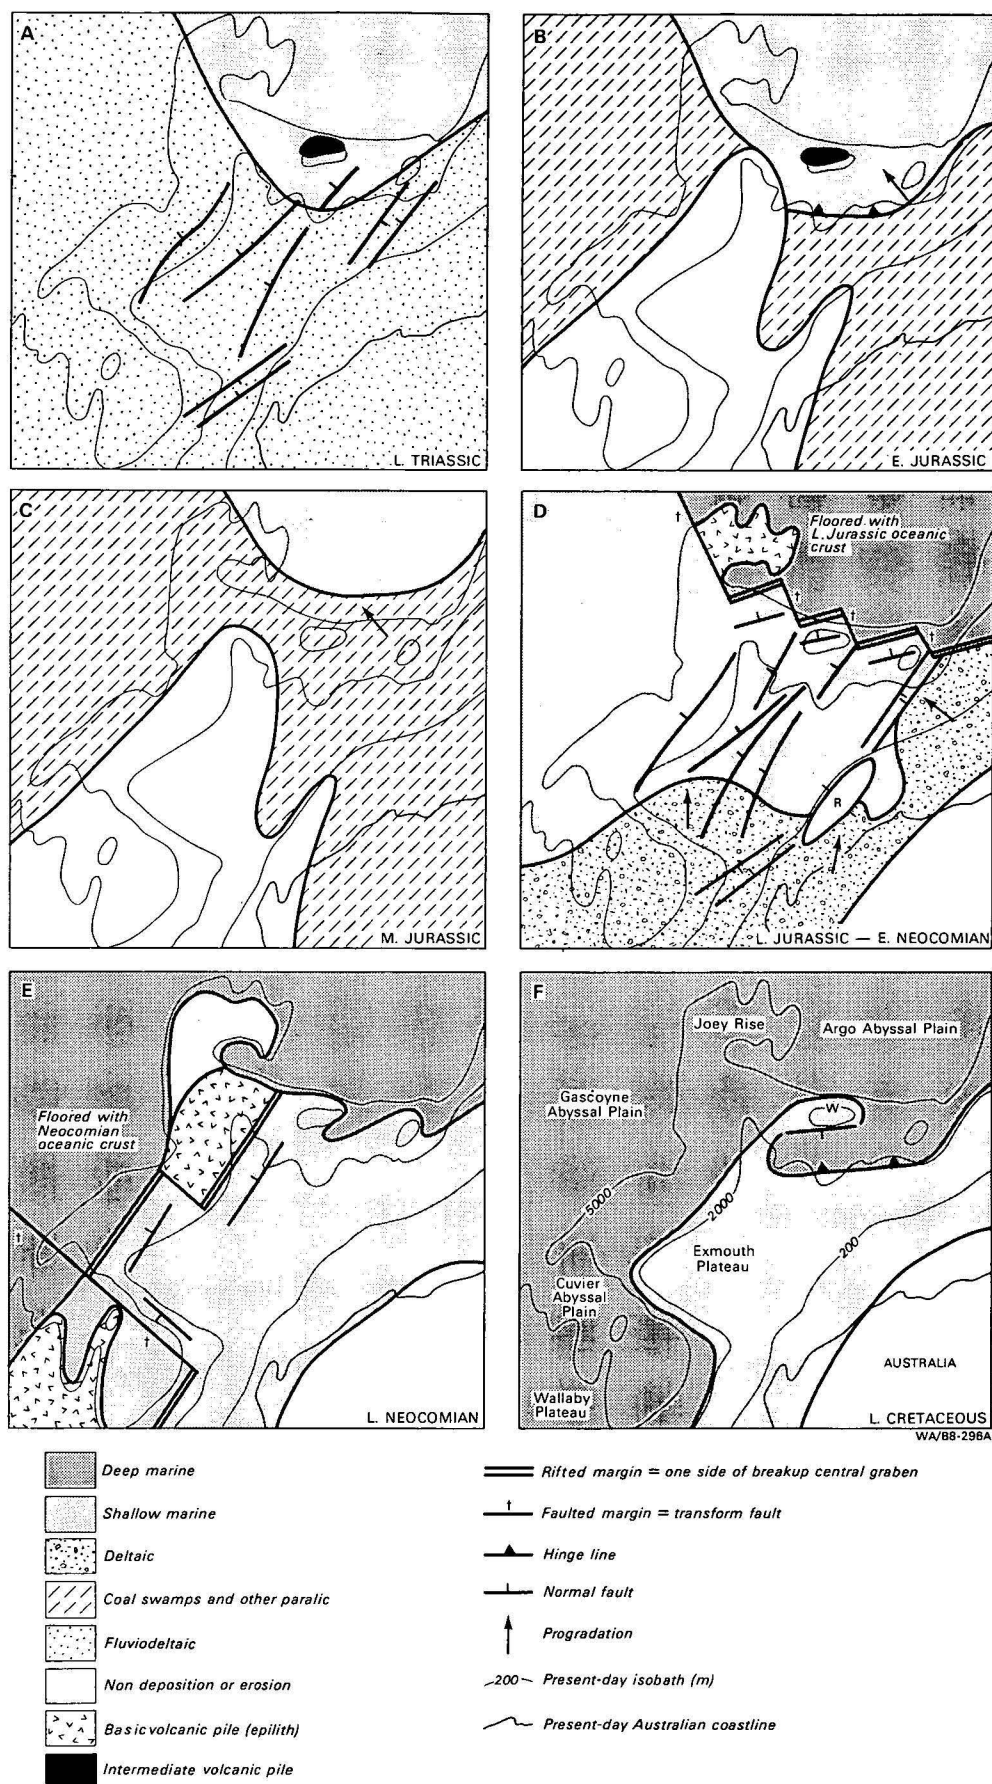 A
L. TRIASSIC
B
E. JURASSIC
C
M. JURASSIC
D
Floored with
L. Jurassic oceanic
crust
†
†
†
†
R
L. JURASSIC — E. NEOCOMIAN
E
Floored with
Neocomian
oceanic crust
†
†
L. NEOCOMIAN
F
Joey Rise
Argo Abyssal Plain
Gascoyne
Abyssal Plain
W
5000
2000
200
Exmouth
Plateau
Cuvier
Abyssal
Plain
AUSTRALIA
Wallaby
Plateau
L. CRETACEOUS
WA/B8-296A
Deep marine
Shallow marine
Deltaic
Coal swamps and other paralic
Fluviodeltaic
Non deposition or erosion
Basic volcanic pile (epilith)
Intermediate volcanic pile
Rifted margin = one side of breakup central graben
†
Faulted margin = transform fault
Hinge line
Normal fault
Progradation
200 Present-day isobath (m)
Present-day Australian coastline